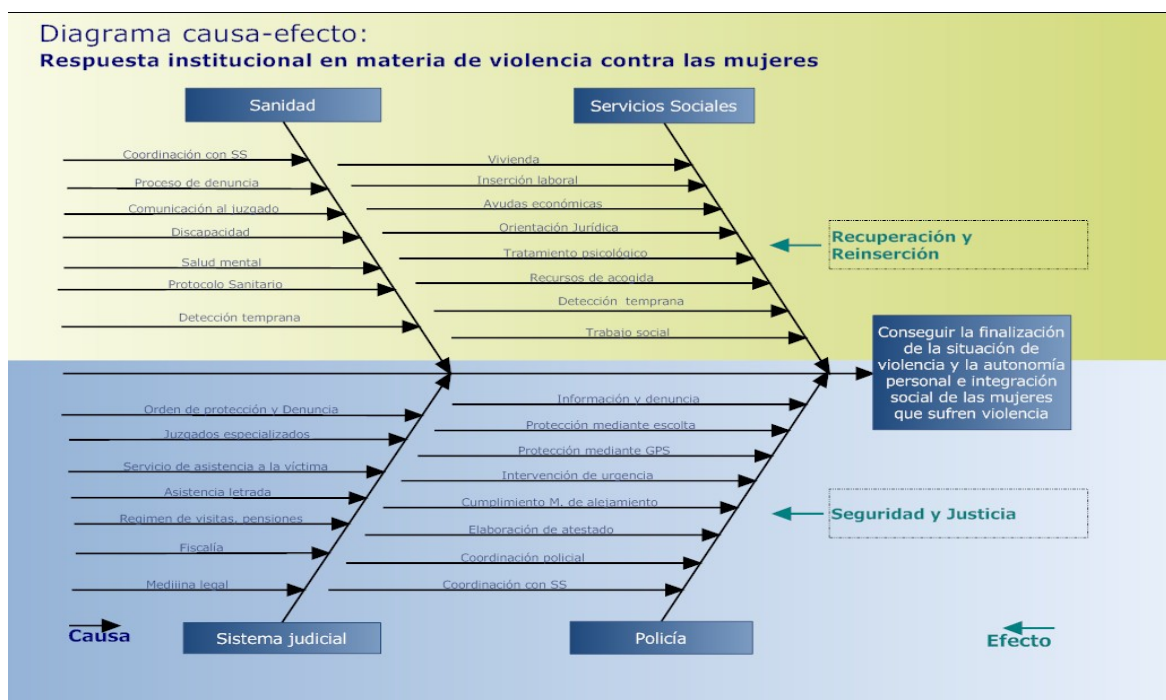 Diagrama causa-efecto:
Respuesta institucional en materia de violencia contra las mujeres
Sanidad
Servicios Sociales
Coordinación con SS
Proceso de denuncia
Comunicación al juzgado
Discapacidad
Salud mental
Protocolo Sanitario
Detección temprana
Vivienda
Inserción laboral
Ayudas económicas
Orientación Jurídica
Tratamiento psicológico
Recursos de acogida
Detección temprana
Trabajo social
Recuperación y
Reinserción
Conseguir la finalización
de la situación de
violencia y la autonomía
personal e integración
social de las mujeres
que sufren violencia
Orden de protección y Denuncia
Juzgados especializados
Servicio de asistencia a la víctima
Asistencia letrada
Regimen de visitas, pensiones
Fiscalía
Mediiina legal
Información y denuncia
Protección mediante escolta
Protección mediante GPS
Intervención de urgencia
Cumplimiento M. de alejamiento
Elaboración de atestado
Coordinación policial
Coordinación con SS
Seguridad y Justicia
Causa
Sistema judicial
Policía
Efecto